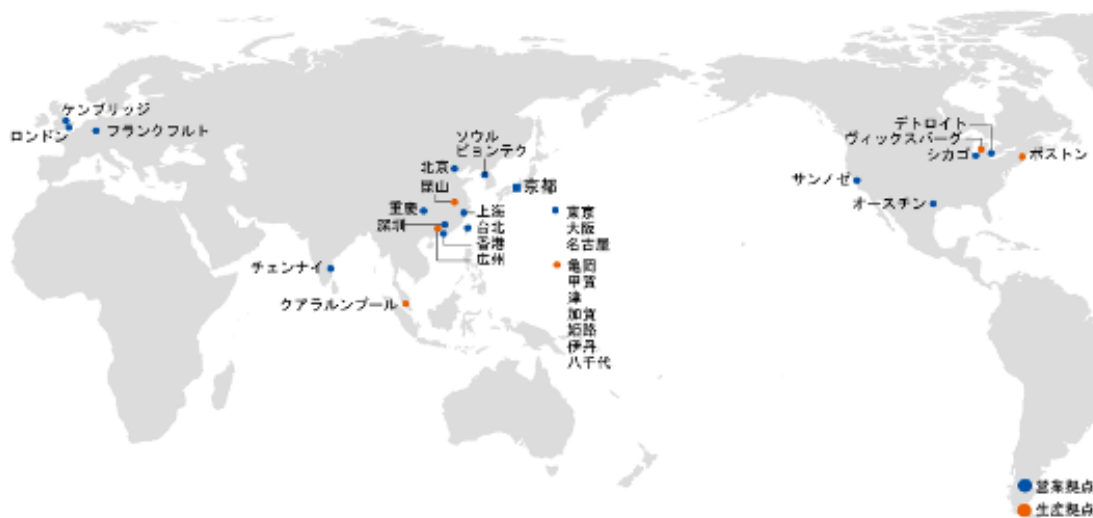 ケンブリッジ
ロンドン
フランクフルト
ソウル
ピョンテク
北京
昆山
京都
重慶
上海
深圳
台北
香港
広州
東京
大阪
名古屋
亀岡
甲賀
津
加賀
姫路
伊丹
八千代
チェンナイ
クアラルンプール
デトロイト
ヴィックスバーグ
シカゴ
ボストン
サンノゼ
オースチン
営業拠点
生産拠点